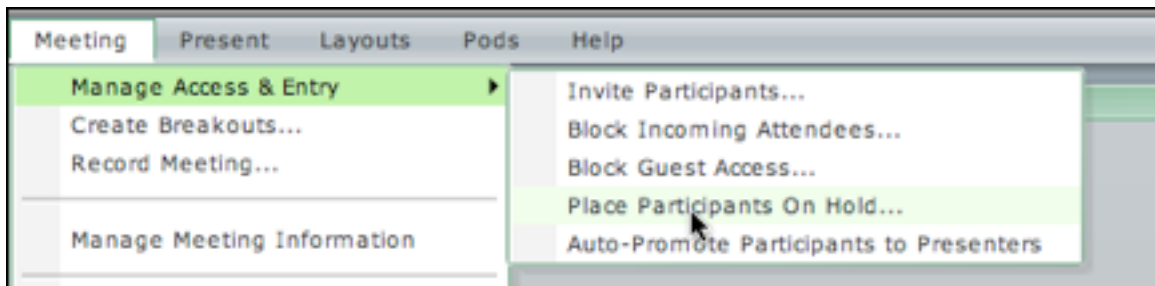 Meeting Present Layouts Pods Help
Manage Access & Entry
Create Breakouts...
Record Meeting...
Manage Meeting Information
Invite Participants...
Block Incoming Attendees...
Block Guest Access...
Place Participants On Hold...
Auto-Promote Participants to Presenters